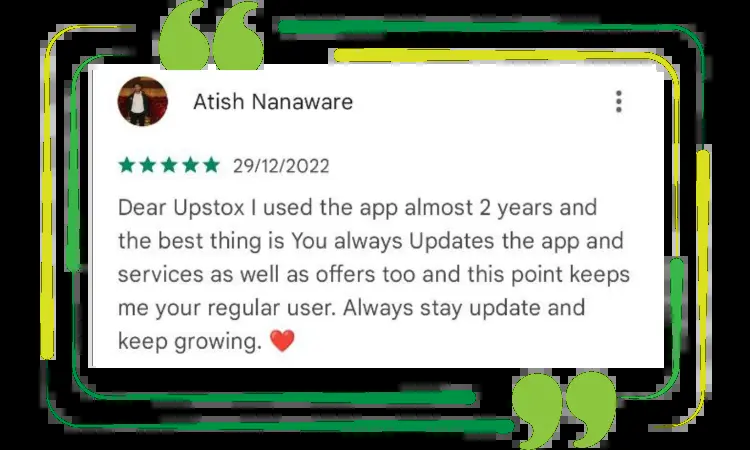 Atish Nanaware
29/12/2022
Dear Upstox I used the app almost 2 years and
the best thing is You always Updates the app and
services as well as offers too and this point keeps
me your regular user. Always stay update and
keep growing. ❤️